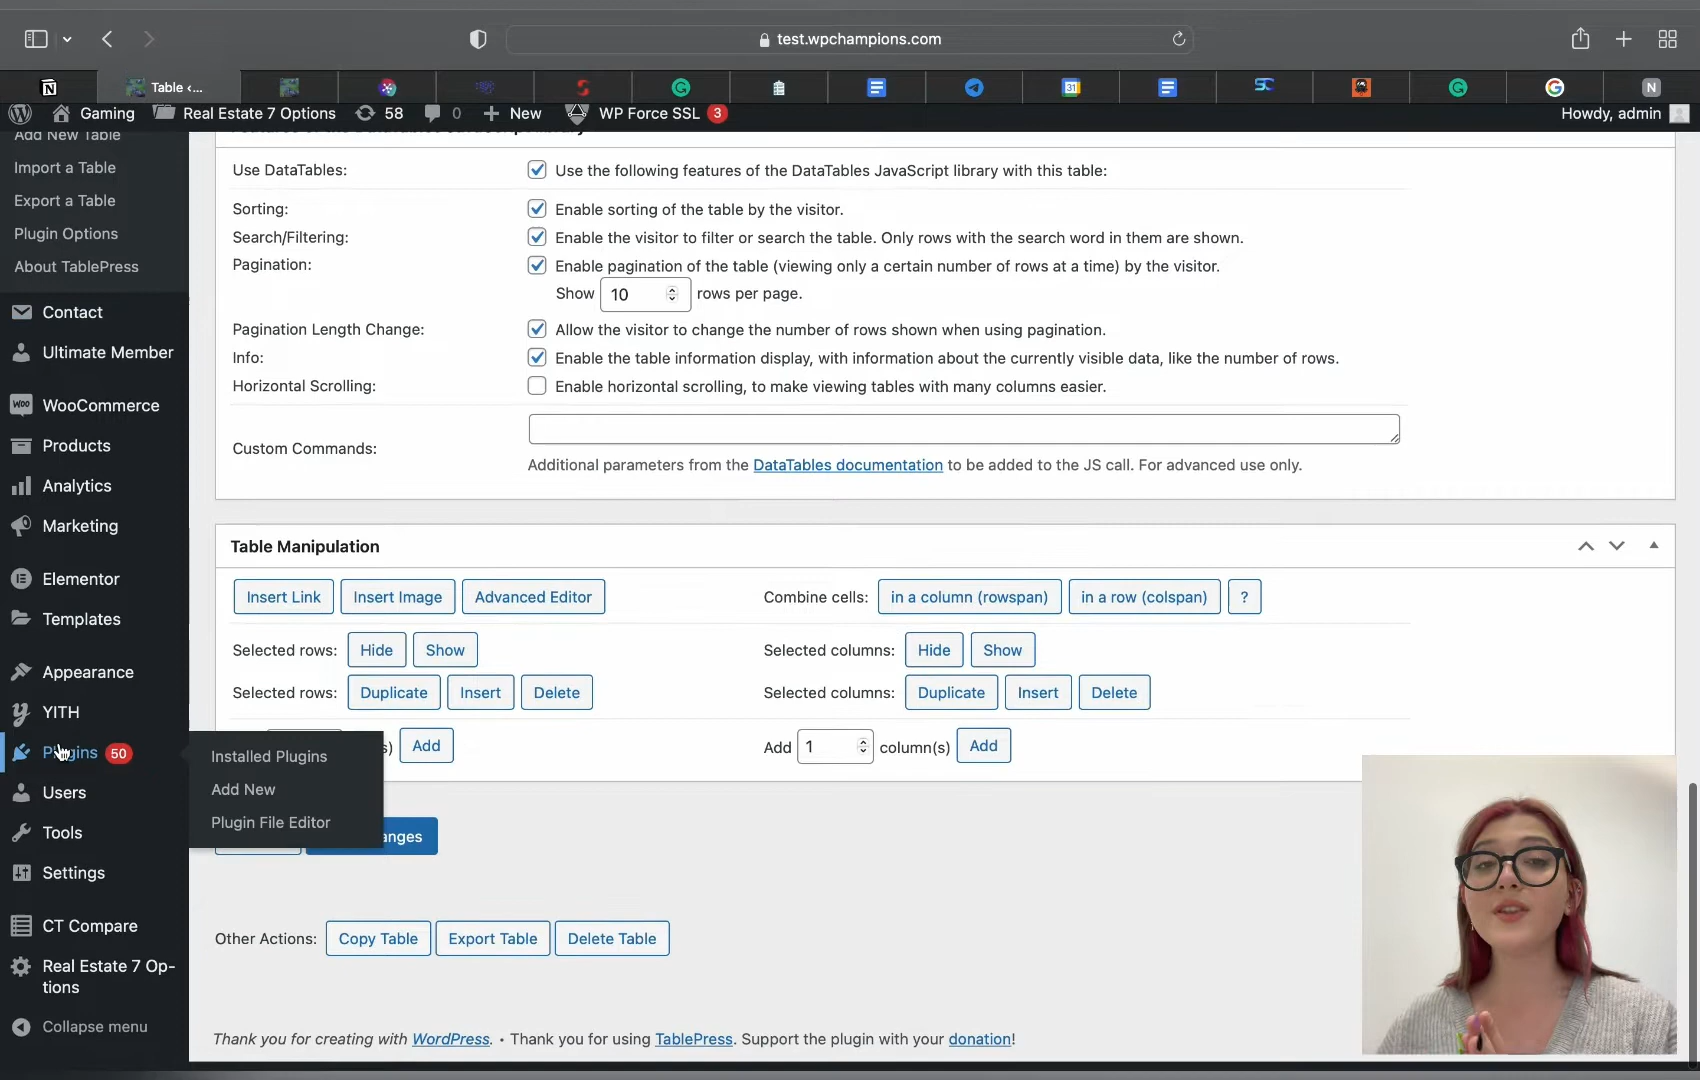 test.wpchampions.com
Table <...
Gaming
Real Estate 7 Options
58
0
New
WP Force SSL 3
Howdy, admin
Add New Table
Import a Table
Export a Table
Plugin Options
About TablePress
Contact
Ultimate Member
WooCommerce
Products
Analytics
Marketing
Elementor
Templates
Appearance
YITH
Plugins 50
Users
Tools
Settings
CT Compare
Real Estate 7 Op-
tions
Collapse menu
Installed Plugins
Add New
Plugin File Editor
Use DataTables: Use the following features of the DataTables JavaScript library with this table:
Sorting: Enable sorting of the table by the visitor.
Search/Filtering: Enable the visitor to filter or search the table. Only rows with the search word in them are shown.
Pagination: Enable pagination of the table (viewing only a certain number of rows at a time) by the visitor.
Show 10 rows per page.
Pagination Length Change: Allow the visitor to change the number of rows shown when using pagination.
Info: Enable the table information display, with information about the currently visible data, like the number of rows.
Horizontal Scrolling: Enable horizontal scrolling, to make viewing tables with many columns easier.
Custom Commands:
Additional parameters from the DataTables documentation to be added to the JS call. For advanced use only.
Table Manipulation
Insert Link Insert Image Advanced Editor Combine cells: in a column (rowspan) in a row (colspan) ?
Selected rows: Hide Show Selected columns: Hide Show
Selected rows: Duplicate Insert Delete Selected columns: Duplicate Insert Delete
s) Add Add 1 column(s) Add
anges
Other Actions: Copy Table Export Table Delete Table
Thank you for creating with WordPress. • Thank you for using TablePress. Support the plugin with your donation!